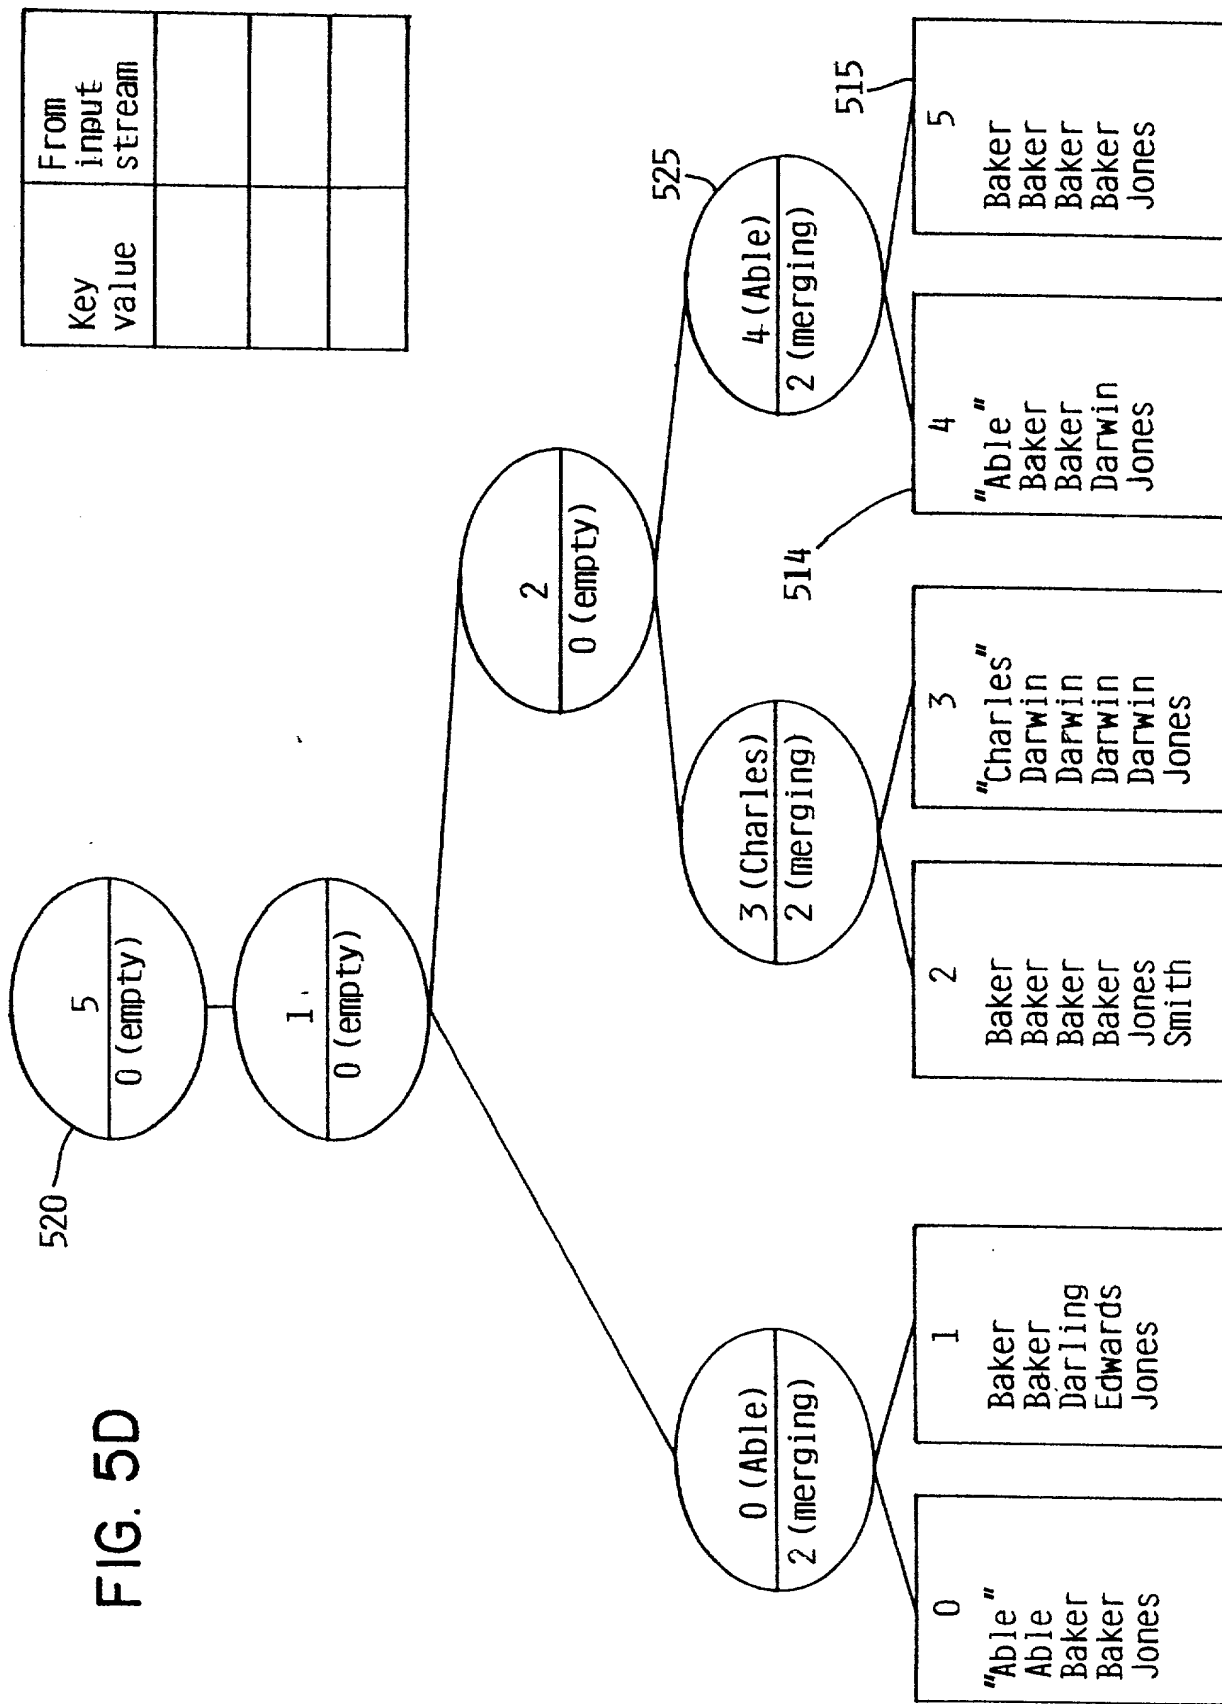 FIG. 5D
Key
value
From
input
stream
520
5
0 (empty)
1
0 (empty)
2
0 (empty)
0 (Able)
2 (merging)
3 (Charles)
2 (merging)
4 (Able)
2 (merging)
525
514
515
0
"Able"
Able
Baker
Baker
Jones
1
Baker
Baker
Darling
Edwards
Jones
2
Baker
Baker
Baker
Baker
Jones
Smith
3
"Charles"
Darwin
Darwin
Darwin
Darwin
Jones
4
"Able"
Baker
Baker
Darwin
Jones
5
Baker
Baker
Baker
Baker
Jones